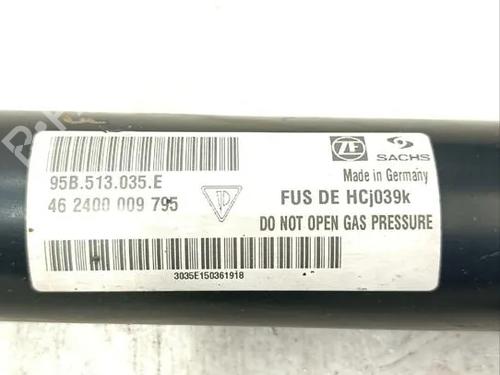 ZF SACHS
Made in Germany
95B.513.035.E
46 2400 009 795
FUS DE HCj039k
DO NOT OPEN GAS PRESSURE
3035E150361918